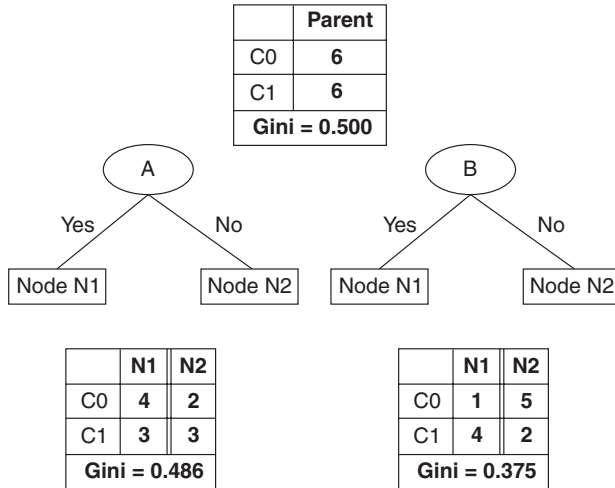 Parent
C0 6
C1 6
Gini = 0.500
A
Yes No
Node N1 Node N2
N1 N2
C0 4 2
C1 3 3
Gini = 0.486
B
Yes No
Node N1 Node N2
N1 N2
C0 1 5
C1 4 2
Gini = 0.375